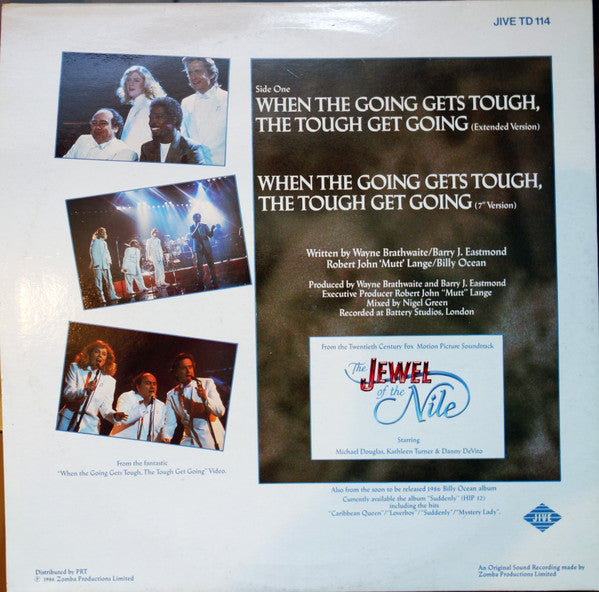 JIVE TD 114
Side One
WHEN THE GOING GETS TOUGH,
THE TOUGH GET GOING (Extended Version)
WHEN THE GOING GETS TOUGH,
THE TOUGH GET GOING (7" Version)
Written by Wayne Brathwaite/Barry J. Eastmond
Robert John 'Mutt' Lange/Billy Ocean
Produced by Wayne Brathwaite and Barry J. Eastmond
Executive Producer Robert John "Mutt" Lange
Mixed by Nigel Green
Recorded at Battery Studios, London
From the Twentieth Century Fox Motion Picture Soundtrack
The
JEWEL
of the
Nile
Starring
Michael Douglas, Kathleen Turner & Danny DeVito
From the fantastic
"When the Going Gets Tough, The Tough Get Going" Video.
Also from the soon to be released 1986 Billy Ocean album
Currently available the album "Suddenly" (HIP 12)
including the hits
"Caribbean Queen"/"Loverboy"/"Suddenly"/"Mystery Lady".
JIVE
Distributed by PRT
℗ 1986 Zomba Productions Limited
An Original Sound Recording made by
Zomba Productions Limited